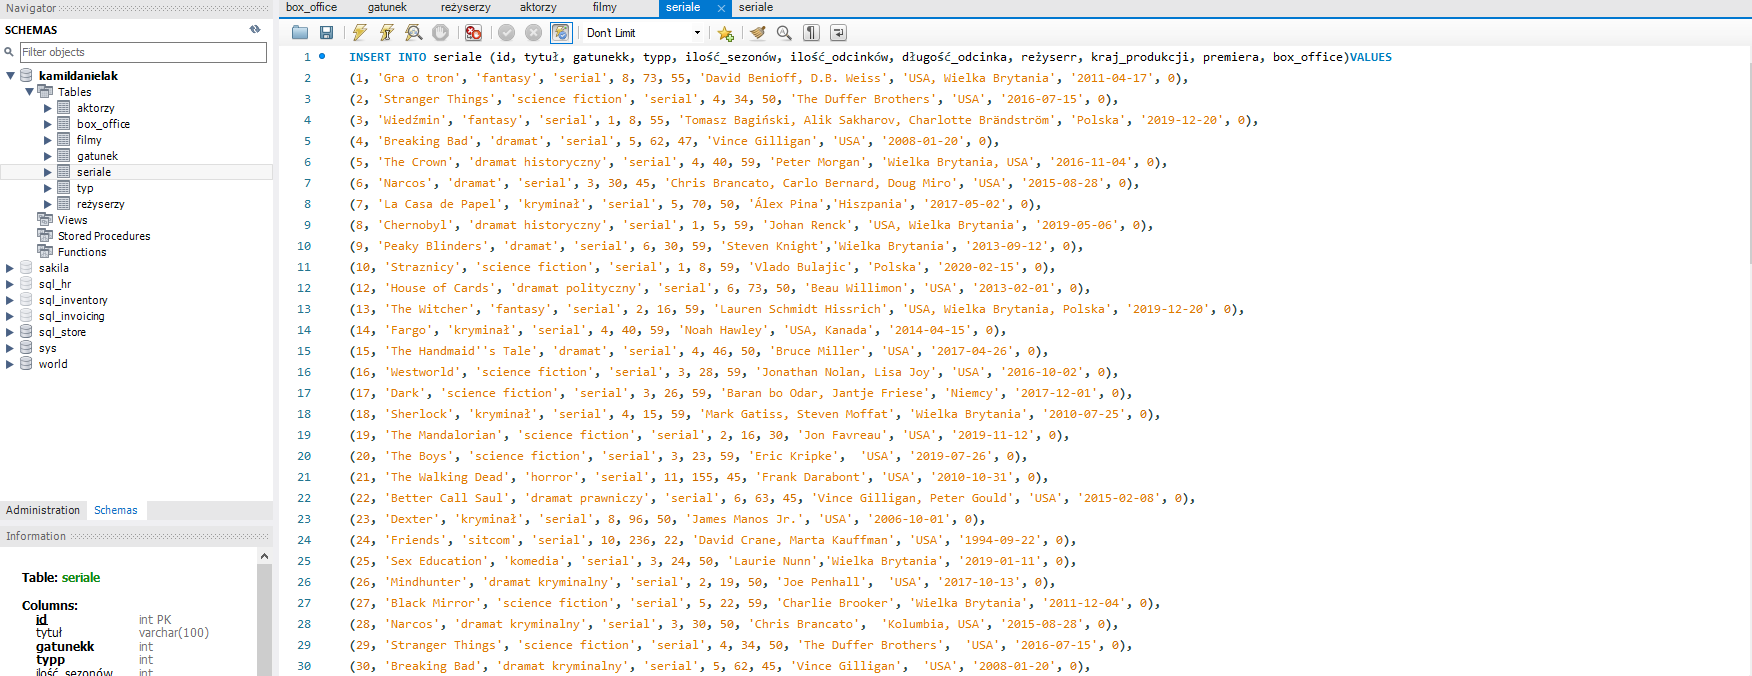 Navigator
SCHEMAS
Filter objects
kamildanielak
Tables
aktorzy
box_office
filmy
gatunek
seriale
typ
reżyserzy
Views
Stored Procedures
Functions
sakila
sql_hr
sql_inventory
sql_invoicing
sql_store
sys
world
Administration Schemas
Information
Table: seriale
Columns:
id int PK
tytuł varchar(100)
gatunekk int
typp int
ilość_sezonów int
box_office gatunek reżyserzy aktorzy filmy seriale seriale
Don't Limit
1 INSERT INTO seriale (id, tytuł, gatunekk, typp, ilość_sezonów, ilość_odcinków, długość_odcinka, reżyserr, kraj_produkcji, premiera, box_office)VALUES
2 (1, 'Gra o tron', 'fantasy', 'serial', 8, 73, 55, 'David Benioff, D.B. Weiss', 'USA, Wielka Brytania', '2011-04-17', 0),
3 (2, 'Stranger Things', 'science fiction', 'serial', 4, 34, 50, 'The Duffer Brothers', 'USA', '2016-07-15', 0),
4 (3, 'Wiedźmin', 'fantasy', 'serial', 1, 8, 55, 'Tomasz Bagiński, Alik Sakharov, Charlotte Brändström', 'Polska', '2019-12-20', 0),
5 (4, 'Breaking Bad', 'dramat', 'serial', 5, 62, 47, 'Vince Gilligan', 'USA', '2008-01-20', 0),
6 (5, 'The Crown', 'dramat historyczny', 'serial', 4, 40, 59, 'Peter Morgan', 'Wielka Brytania, USA', '2016-11-04', 0),
7 (6, 'Narcos', 'dramat', 'serial', 3, 30, 45, 'Chris Brancato, Carlo Bernard, Doug Miro', 'USA', '2015-08-28', 0),
8 (7, 'La Casa de Papel', 'kryminał', 'serial', 5, 70, 50, 'Álex Pina','Hiszpania', '2017-05-02', 0),
9 (8, 'Chernobyl', 'dramat historyczny', 'serial', 1, 5, 59, 'Johan Renck', 'USA, Wielka Brytania', '2019-05-06', 0),
10 (9, 'Peaky Blinders', 'dramat', 'serial', 6, 30, 59, 'Steven Knight','Wielka Brytania', '2013-09-12', 0),
11 (10, 'Straznicy', 'science fiction', 'serial', 1, 8, 59, 'Vlado Bulajic', 'Polska', '2020-02-15', 0),
12 (12, 'House of Cards', 'dramat polityczny', 'serial', 6, 73, 50, 'Beau Willimon', 'USA', '2013-02-01', 0),
13 (13, 'The Witcher', 'fantasy', 'serial', 2, 16, 59, 'Lauren Schmidt Hissrich', 'USA, Wielka Brytania, Polska', '2019-12-20', 0),
14 (14, 'Fargo', 'kryminał', 'serial', 4, 40, 59, 'Noah Hawley', 'USA, Kanada', '2014-04-15', 0),
15 (15, 'The Handmaid''s Tale', 'dramat', 'serial', 4, 46, 50, 'Bruce Miller', 'USA', '2017-04-26', 0),
16 (16, 'Westworld', 'science fiction', 'serial', 3, 28, 59, 'Jonathan Nolan, Lisa Joy', 'USA', '2016-10-02', 0),
17 (17, 'Dark', 'science fiction', 'serial', 3, 26, 59, 'Baran bo Odar, Jantje Friese', 'Niemcy', '2017-12-01', 0),
18 (18, 'Sherlock', 'kryminał', 'serial', 4, 15, 59, 'Mark Gatiss, Steven Moffat', 'Wielka Brytania', '2010-07-25', 0),
19 (19, 'The Mandalorian', 'science fiction', 'serial', 2, 16, 30, 'Jon Favreau', 'USA', '2019-11-12', 0),
20 (20, 'The Boys', 'science fiction', 'serial', 3, 23, 59, 'Eric Kripke', 'USA', '2019-07-26', 0),
21 (21, 'The Walking Dead', 'horror', 'serial', 11, 155, 45, 'Frank Darabont', 'USA', '2010-10-31', 0),
22 (22, 'Better Call Saul', 'dramat prawniczy', 'serial', 6, 63, 45, 'Vince Gilligan, Peter Gould', 'USA', '2015-02-08', 0),
23 (23, 'Dexter', 'kryminał', 'serial', 8, 96, 50, 'James Manos Jr.', 'USA', '2006-10-01', 0),
24 (24, 'Friends', 'sitcom', 'serial', 10, 236, 22, 'David Crane, Marta Kauffman', 'USA', '1994-09-22', 0),
25 (25, 'Sex Education', 'komedia', 'serial', 3, 24, 50, 'Laurie Nunn','Wielka Brytania', '2019-01-11', 0),
26 (26, 'Mindhunter', 'dramat kryminalny', 'serial', 2, 19, 50, 'Joe Penhall', 'USA', '2017-10-13', 0),
27 (27, 'Black Mirror', 'science fiction', 'serial', 5, 22, 59, 'Charlie Brooker', 'Wielka Brytania', '2011-12-04', 0),
28 (28, 'Narcos', 'dramat kryminalny', 'serial', 3, 30, 50, 'Chris Brancato', 'Kolumbia, USA', '2015-08-28', 0),
29 (29, 'Stranger Things', 'science fiction', 'serial', 4, 34, 50, 'The Duffer Brothers', 'USA', '2016-07-15', 0),
30 (30, 'Breaking Bad', 'dramat kryminalny', 'serial', 5, 62, 45, 'Vince Gilligan', 'USA', '2008-01-20', 0),